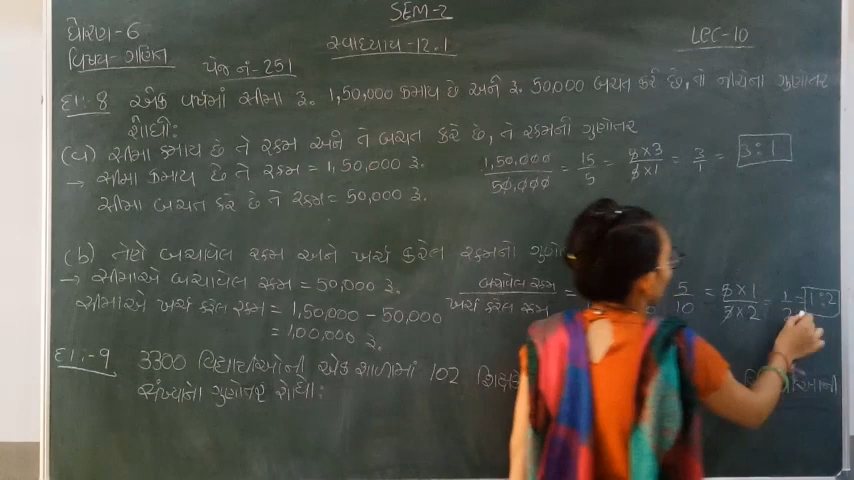 SEM-2
ધોરણ-6
સ્વાધ્યાય-12.1
LEC-10
વિષય-ગણિત
પેજ નં-251
દા:-8 એક વર્ષમાં સીમા રૂ. 1,50,000 કમાય છે અને રૂ. 50,000 બચત કરે છે, તો નીચેના ગુણોત્તર
શોધો:
(a) સીમા કમાય છે તે રકમ અને તે બચત કરે છે, તે રકમની ગુણોત્તર
→ સીમા કમાય છે તે રકમ = 1,50,000 રૂ.
સીમા બચત કરે છે તે રકમ = 50,000 રૂ.
1,50,000/50,000 = 15/5 = 5×3/5×1 = 3/1 = 3:1
(b) તેણે બચાવેલ રકમ અને ખર્ચ કરેલ રકમનો
→ સીમાએ બચાવેલ રકમ = 50,000 રૂ.
સીમાએ ખર્ચ કરેલ રકમ = 1,50,000 - 50,000
= 1,00,000 રૂ.
બચાવેલ રકમ/ખર્ચ કરેલ રકમ = 5/10 = 5×1/5×2 = 1/2 = 1:2
દા:-9 3300 વિદ્યાર્થીઓની એક શાળામાં 102
સંખ્યાનો ગુણોત્તર શોધો: